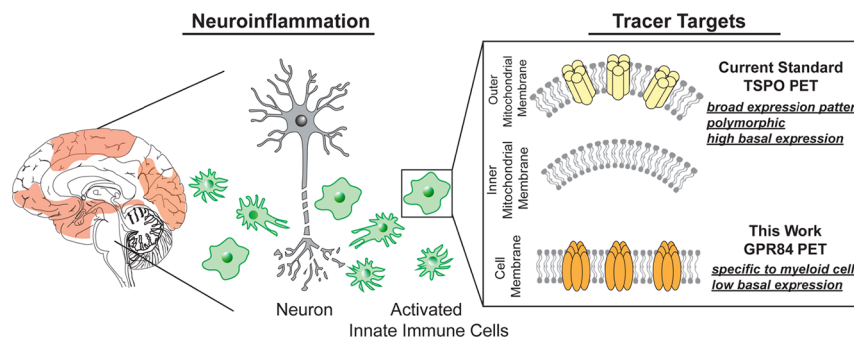 Neuroinflammation
Tracer Targets
Outer
Mitochondrial
Membrane
Current Standard
TSPO PET
broad expression patter
polymorphic
high basal expression
Inner
Mitochondrial
Membrane
Cell
Membrane
This Work
GPR84 PET
specific to myeloid cell
low basal expression
Neuron
Activated
Innate Immune Cells